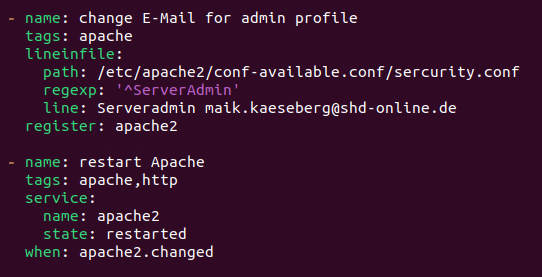 - name: change E-Mail for admin profile
  tags: apache
  lineinfile:
    path: /etc/apache2/conf-available.conf/sercurity.conf
    regexp: '^ServerAdmin'
    line: Serveradmin maik.kaeseberg@shd-online.de
  register: apache2

- name: restart Apache
  tags: apache,http
  service:
    name: apache2
    state: restarted
  when: apache2.changed